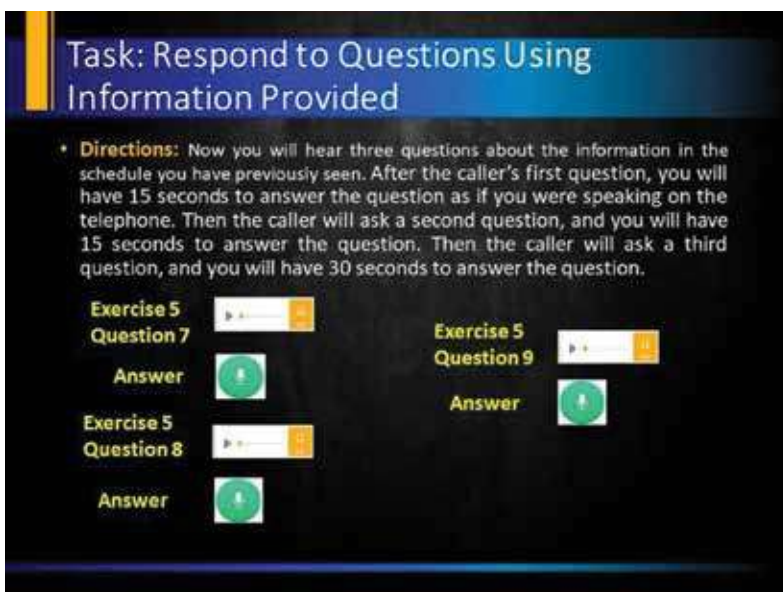 Task: Respond to Questions Using
Information Provided
• Directions: Now you will hear three questions about the information in the
schedule you have previously seen. After the caller's first question, you will
have 15 seconds to answer the question as if you were speaking on the
telephone. Then the caller will ask a second question, and you will have
15 seconds to answer the question. Then the caller will ask a third
question, and you will have 30 seconds to answer the question.
Exercise 5
Question 7
Answer
Exercise 5
Question 8
Answer
Exercise 5
Question 9
Answer